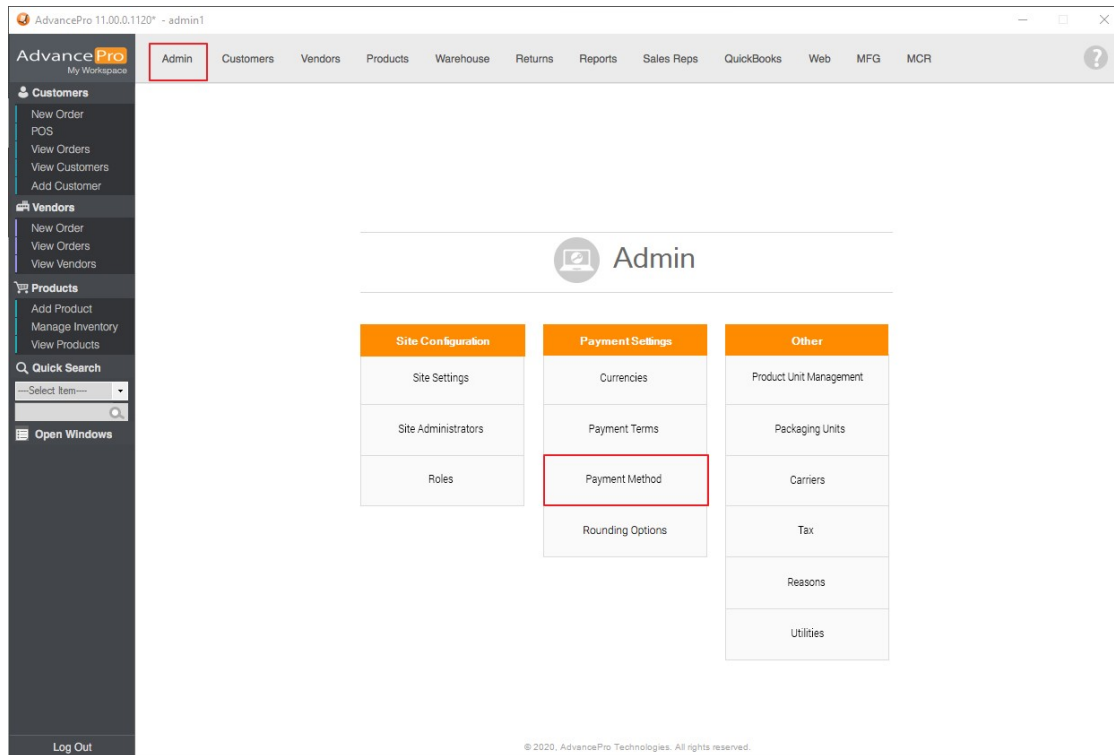 AdvancePro 11.00.0.1120* - admin1
AdvancePro
My Workspace
Admin Customers Vendors Products Warehouse Returns Reports Sales Reps QuickBooks Web MFG MCR ?
Customers
New Order
POS
View Orders
View Customers
Add Customer
Vendors
New Order
View Orders
View Vendors
Products
Add Product
Manage Inventory
View Products
Quick Search
---Select Item---
Open Windows
Log Out
Admin
Site Configuration
Site Settings
Site Administrators
Roles
Payment Settings
Currencies
Payment Terms
Payment Method
Rounding Options
Other
Product Unit Management
Packaging Units
Carriers
Tax
Reasons
Utilities
© 2020, AdvancePro Technologies. All rights reserved.